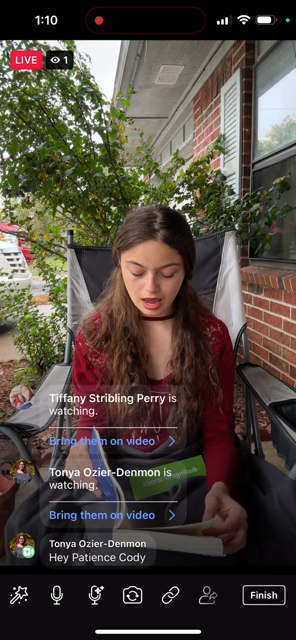 1:10
LIVE
1
Tiffany Stribling Perry is
watching.
Bring them on video
Tonya Ozier-Denmon is
watching.
Bring them on video
Tonya Ozier-Denmon
Hey Patience Cody
Finish